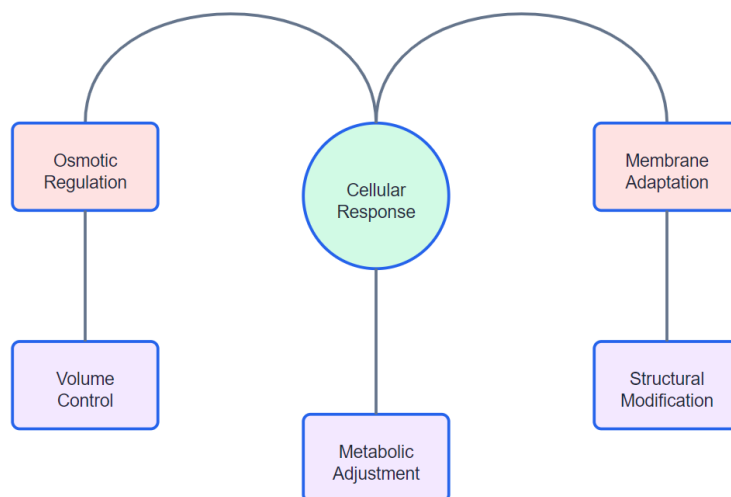 Osmotic
Regulation
Cellular
Response
Membrane
Adaptation
Volume
Control
Metabolic
Adjustment
Structural
Modification